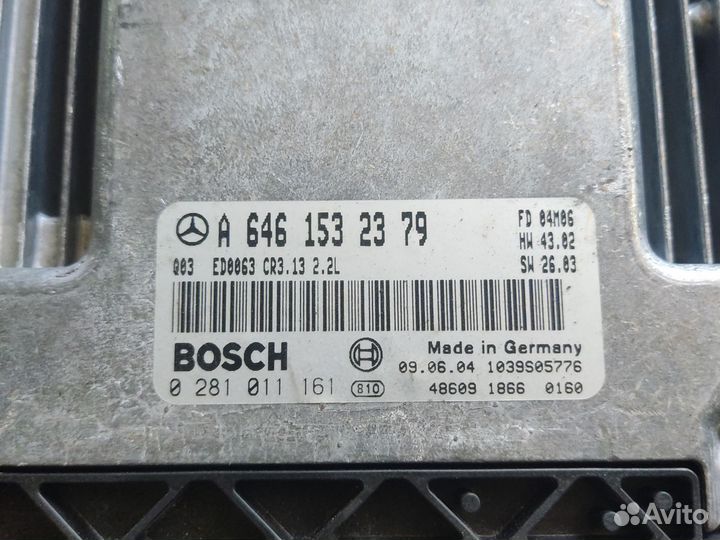 A 646 153 23 79
FD 04M06
HW 43.02
Q03 ED0063 CR3.13 2.2L
SW 26.03
BOSCH
Made in Germany
09.06.04 1039S05776
0 281 011 161 810
48609 1866 0160
Avito